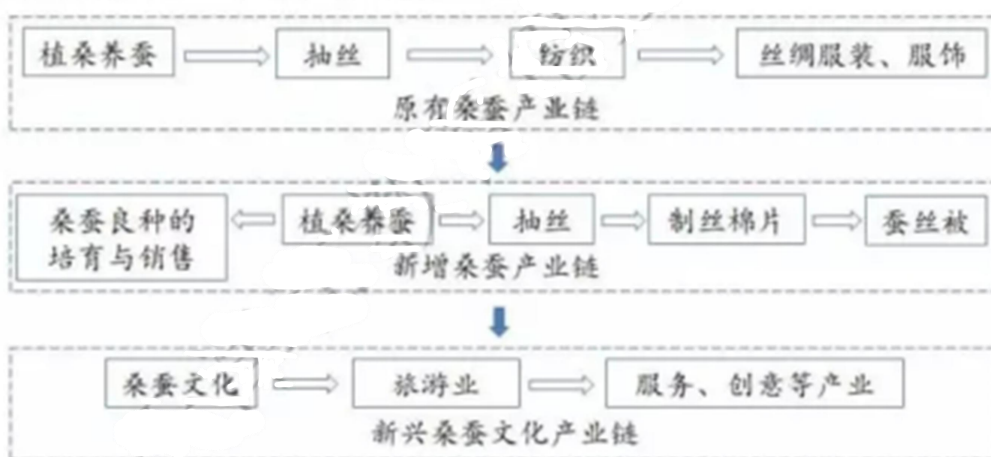 植桑养蚕 抽丝 纺织 丝绸服装、服饰
原有桑蚕产业链
桑蚕良种的 植桑养蚕 抽丝 制丝棉片 蚕丝被
培育与销售
新增桑蚕产业链
桑蚕文化 旅游业 服务、创意等产业
新兴桑蚕文化产业链